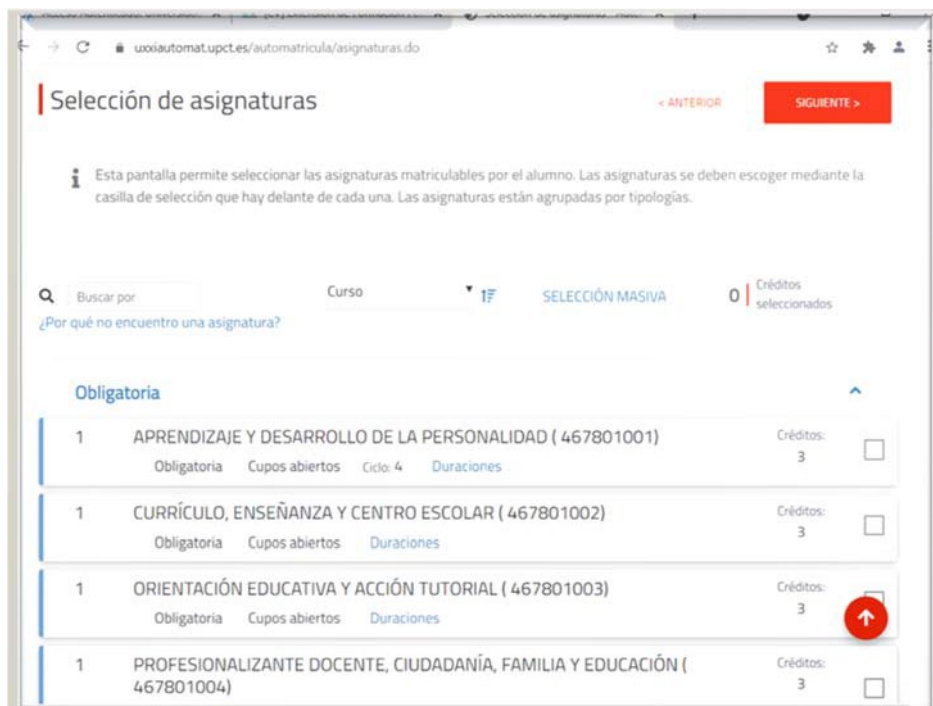 uxxiautomat.upct.es/automatricula/asignaturas.do
Selección de asignaturas
< ANTERIOR
SIGUIENTE >
Esta pantalla permite seleccionar las asignaturas matriculables por el alumno. Las asignaturas se deben escoger mediante la
casilla de selección que hay delante de cada una. Las asignaturas están agrupadas por tipologías.
Buscar por
Curso
SELECCIÓN MASIVA
0
Créditos
seleccionados
¿Por qué no encuentro una asignatura?
Obligatoria
1 APRENDIZAJE Y DESARROLLO DE LA PERSONALIDAD ( 467801001) Créditos:
3
Obligatoria Cupos abiertos Ciclo: 4 Duraciones
1 CURRÍCULO, ENSEÑANZA Y CENTRO ESCOLAR ( 467801002) Créditos:
3
Obligatoria Cupos abiertos Duraciones
1 ORIENTACIÓN EDUCATIVA Y ACCIÓN TUTORIAL ( 467801003) Créditos:
3
Obligatoria Cupos abiertos Duraciones
1 PROFESIONALIZANTE DOCENTE, CIUDADANÍA, FAMILIA Y EDUCACIÓN ( Créditos:
467801004) 3